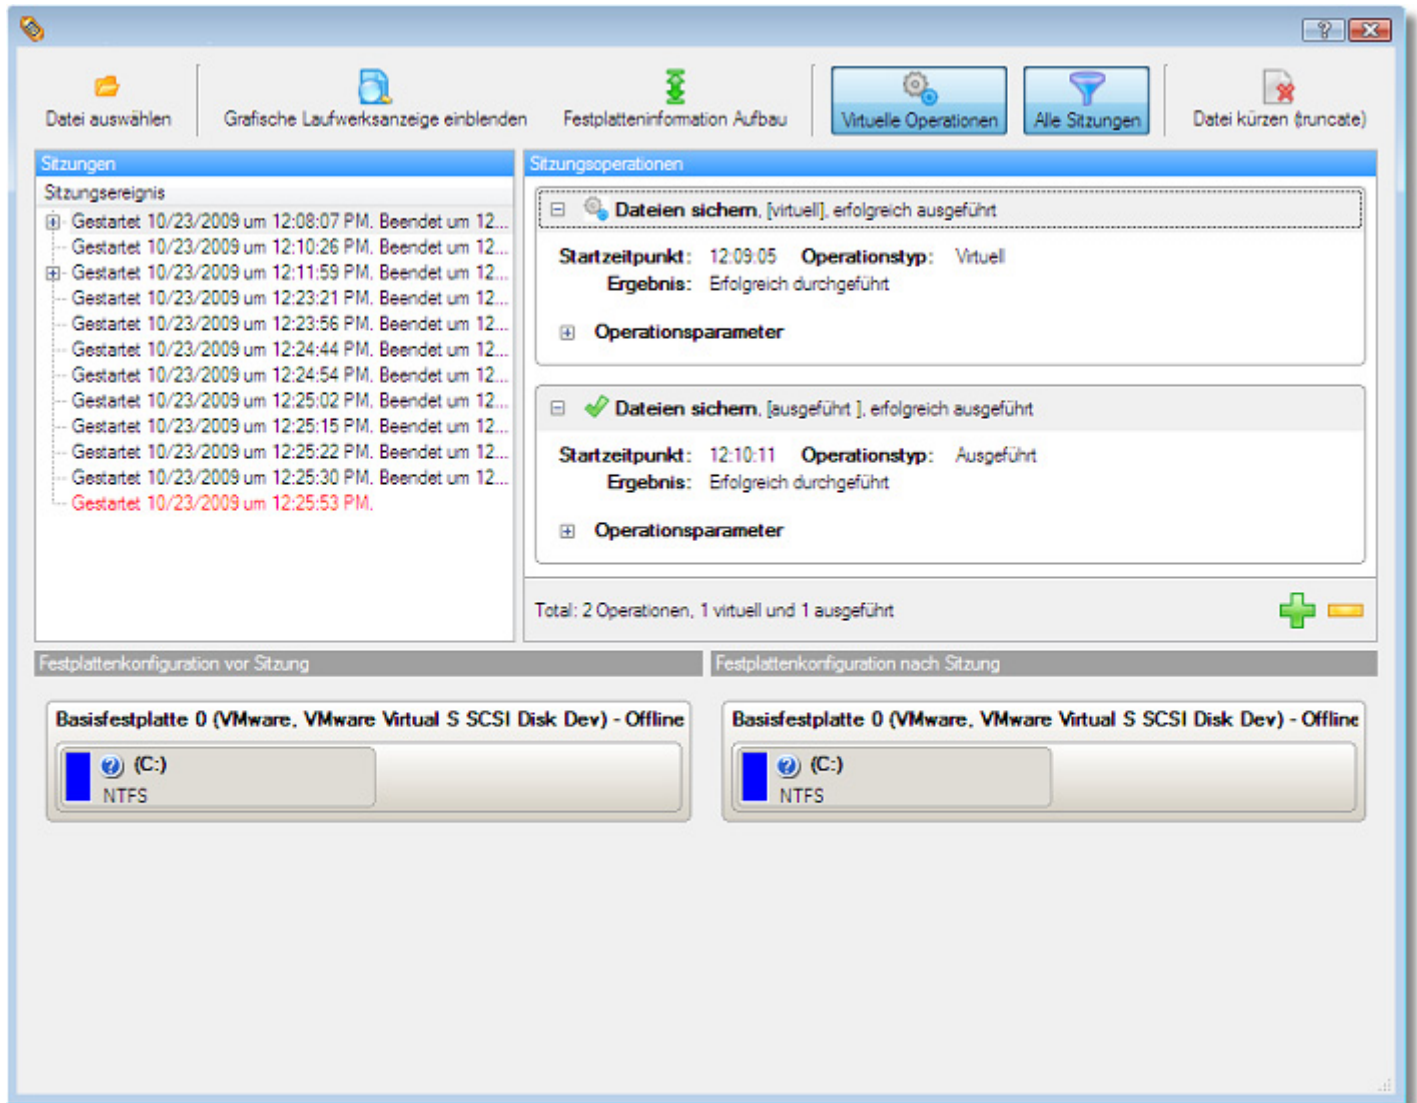 Datei auswählen
Grafische Laufwerksanzeige einblenden
Festplatteninformation Aufbau
Virtuelle Operationen
Alle Sitzungen
Datei kürzen (truncate)
Sitzungen
Sitzungsereignis
Gestartet 10/23/2009 um 12:08:07 PM. Beendet um 12...
Gestartet 10/23/2009 um 12:10:26 PM. Beendet um 12...
Gestartet 10/23/2009 um 12:11:59 PM. Beendet um 12...
Gestartet 10/23/2009 um 12:23:21 PM. Beendet um 12...
Gestartet 10/23/2009 um 12:23:56 PM. Beendet um 12...
Gestartet 10/23/2009 um 12:24:44 PM. Beendet um 12...
Gestartet 10/23/2009 um 12:24:54 PM. Beendet um 12...
Gestartet 10/23/2009 um 12:25:02 PM. Beendet um 12...
Gestartet 10/23/2009 um 12:25:15 PM. Beendet um 12...
Gestartet 10/23/2009 um 12:25:22 PM. Beendet um 12...
Gestartet 10/23/2009 um 12:25:30 PM. Beendet um 12...
Gestartet 10/23/2009 um 12:25:53 PM.
Sitzungsoperationen
Dateien sichern, [virtuell], erfolgreich ausgeführt
Startzeitpunkt: 12:09:05 Operationstyp: Virtuell
Ergebnis: Erfolgreich durchgeführt
Operationsparameter
Dateien sichern, [ausgeführt ], erfolgreich ausgeführt
Startzeitpunkt: 12:10:11 Operationstyp: Ausgeführt
Ergebnis: Erfolgreich durchgeführt
Operationsparameter
Total: 2 Operationen, 1 virtuell und 1 ausgeführt
Festplattenkonfiguration vor Sitzung
Basisfestplatte 0 (VMware, VMware Virtual S SCSI Disk Dev) - Offline
(C:)
NTFS
Festplattenkonfiguration nach Sitzung
Basisfestplatte 0 (VMware, VMware Virtual S SCSI Disk Dev) - Offline
(C:)
NTFS